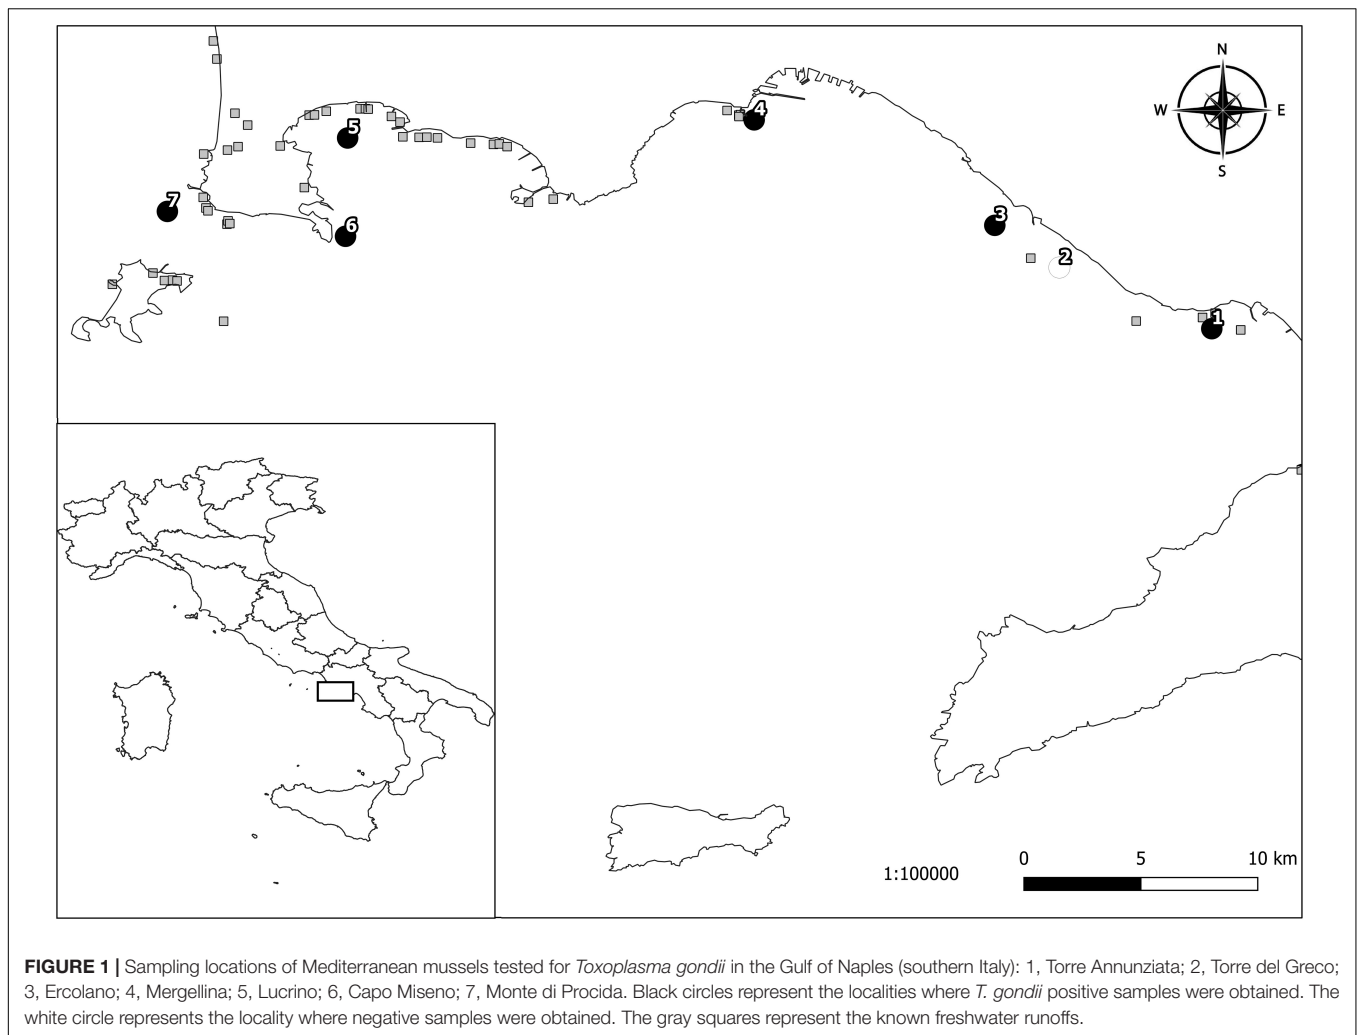 N
W E
S
5
4
7
6
3
2
1
0 5 10 km
1:100000
FIGURE 1 | Sampling locations of Mediterranean mussels tested for Toxoplasma gondii in the Gulf of Naples (southern Italy): 1, Torre Annunziata; 2, Torre del Greco;
3, Ercolano; 4, Mergellina; 5, Lucrino; 6, Capo Miseno; 7, Monte di Procida. Black circles represent the localities where T. gondii positive samples were obtained. The
white circle represents the locality where negative samples were obtained. The gray squares represent the known freshwater runoffs.